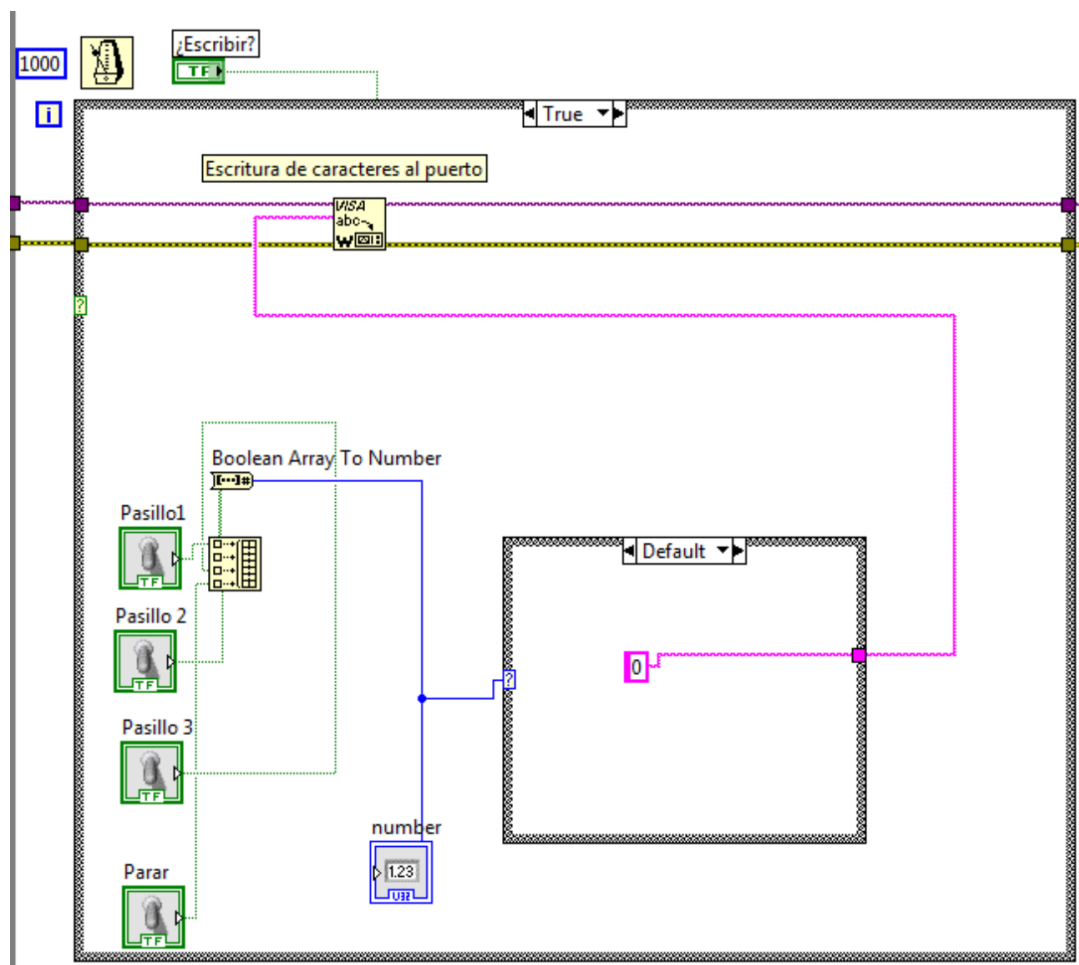 ¿Escribir?
1000
TF
i
True
Escritura de caracteres al puerto
VISA
abc
W
?
Boolean Array To Number
[...]#
Pasillo1
TF
Default
Pasillo 2
TF
0
?
Pasillo 3
TF
number
1.23
U32
Parar
TF